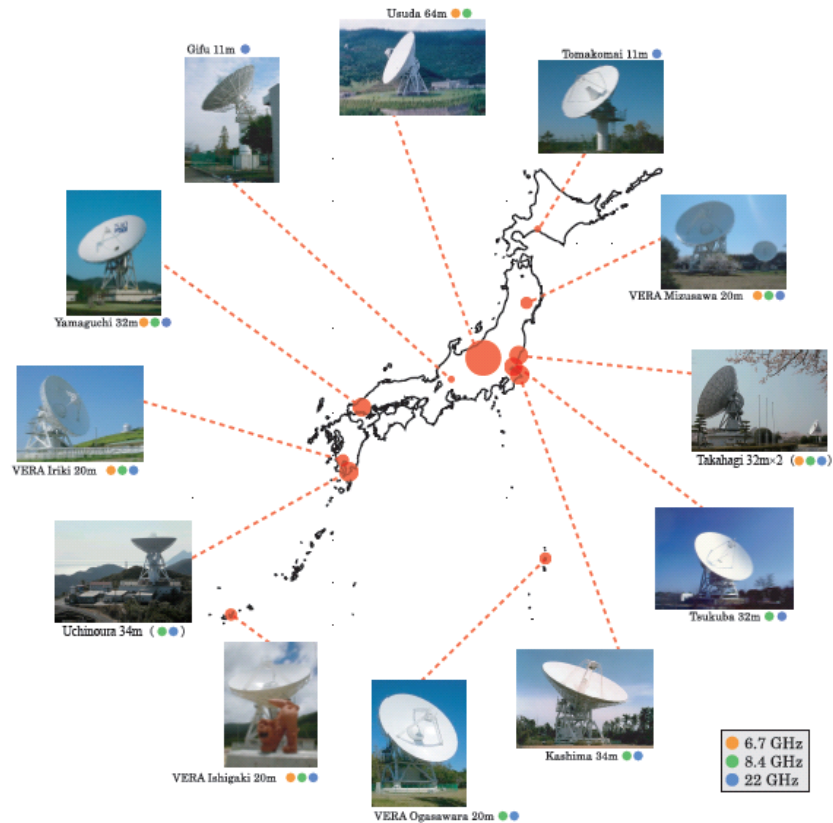 Usuda 64m
Gifu 11m
Tomakomai 11m
VERA Mizusawa 20m
Yamaguchi 32m
Takahagi 32m×2 ( )
VERA Iriki 20m
Tsukuba 32m
Uchinoura 34m ( )
Kashima 34m
VERA Ishigaki 20m
VERA Ogasawara 20m
6.7 GHz
8.4 GHz
22 GHz